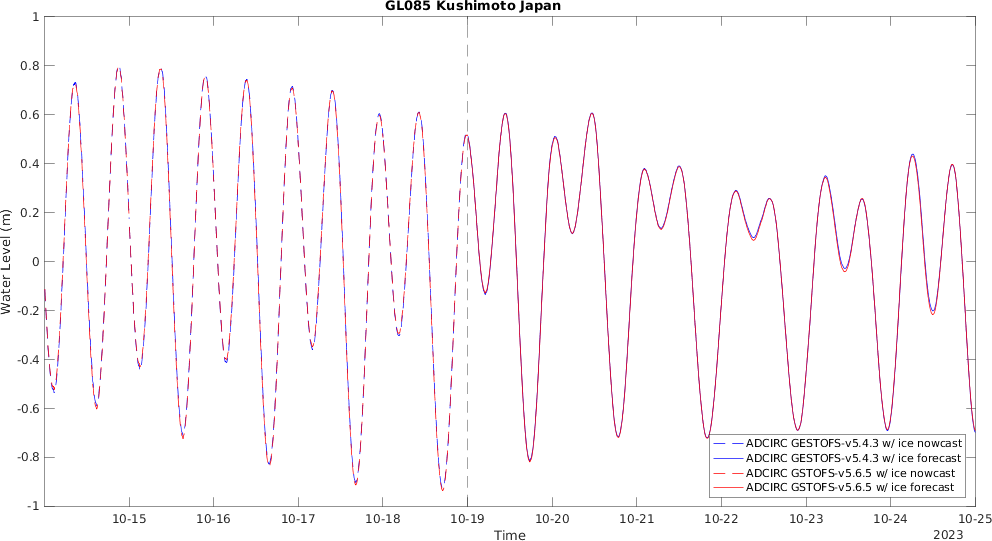 GL085 Kushimoto Japan
1
0.8
0.6
0.4
0.2
0
-0.2
-0.4
-0.6
-0.8
-1
Water Level (m)
10-15 10-16 10-17 10-18 10-19 10-20 10-21 10-22 10-23 10-24 10-25
Time
2023
ADCIRC GESTOFS-v5.4.3 w/ ice nowcast
ADCIRC GESTOFS-v5.4.3 w/ ice forecast
ADCIRC GSTOFS-v5.6.5 w/ ice nowcast
ADCIRC GSTOFS-v5.6.5 w/ ice forecast